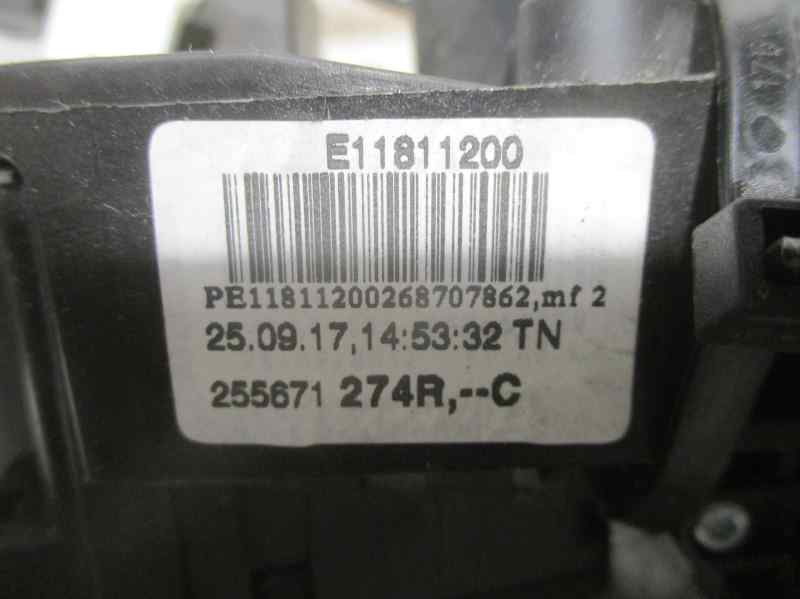 E11811200
PE11811200268707862,mf 2
25.09.17,14:53:32 TN
255671 274R,--C